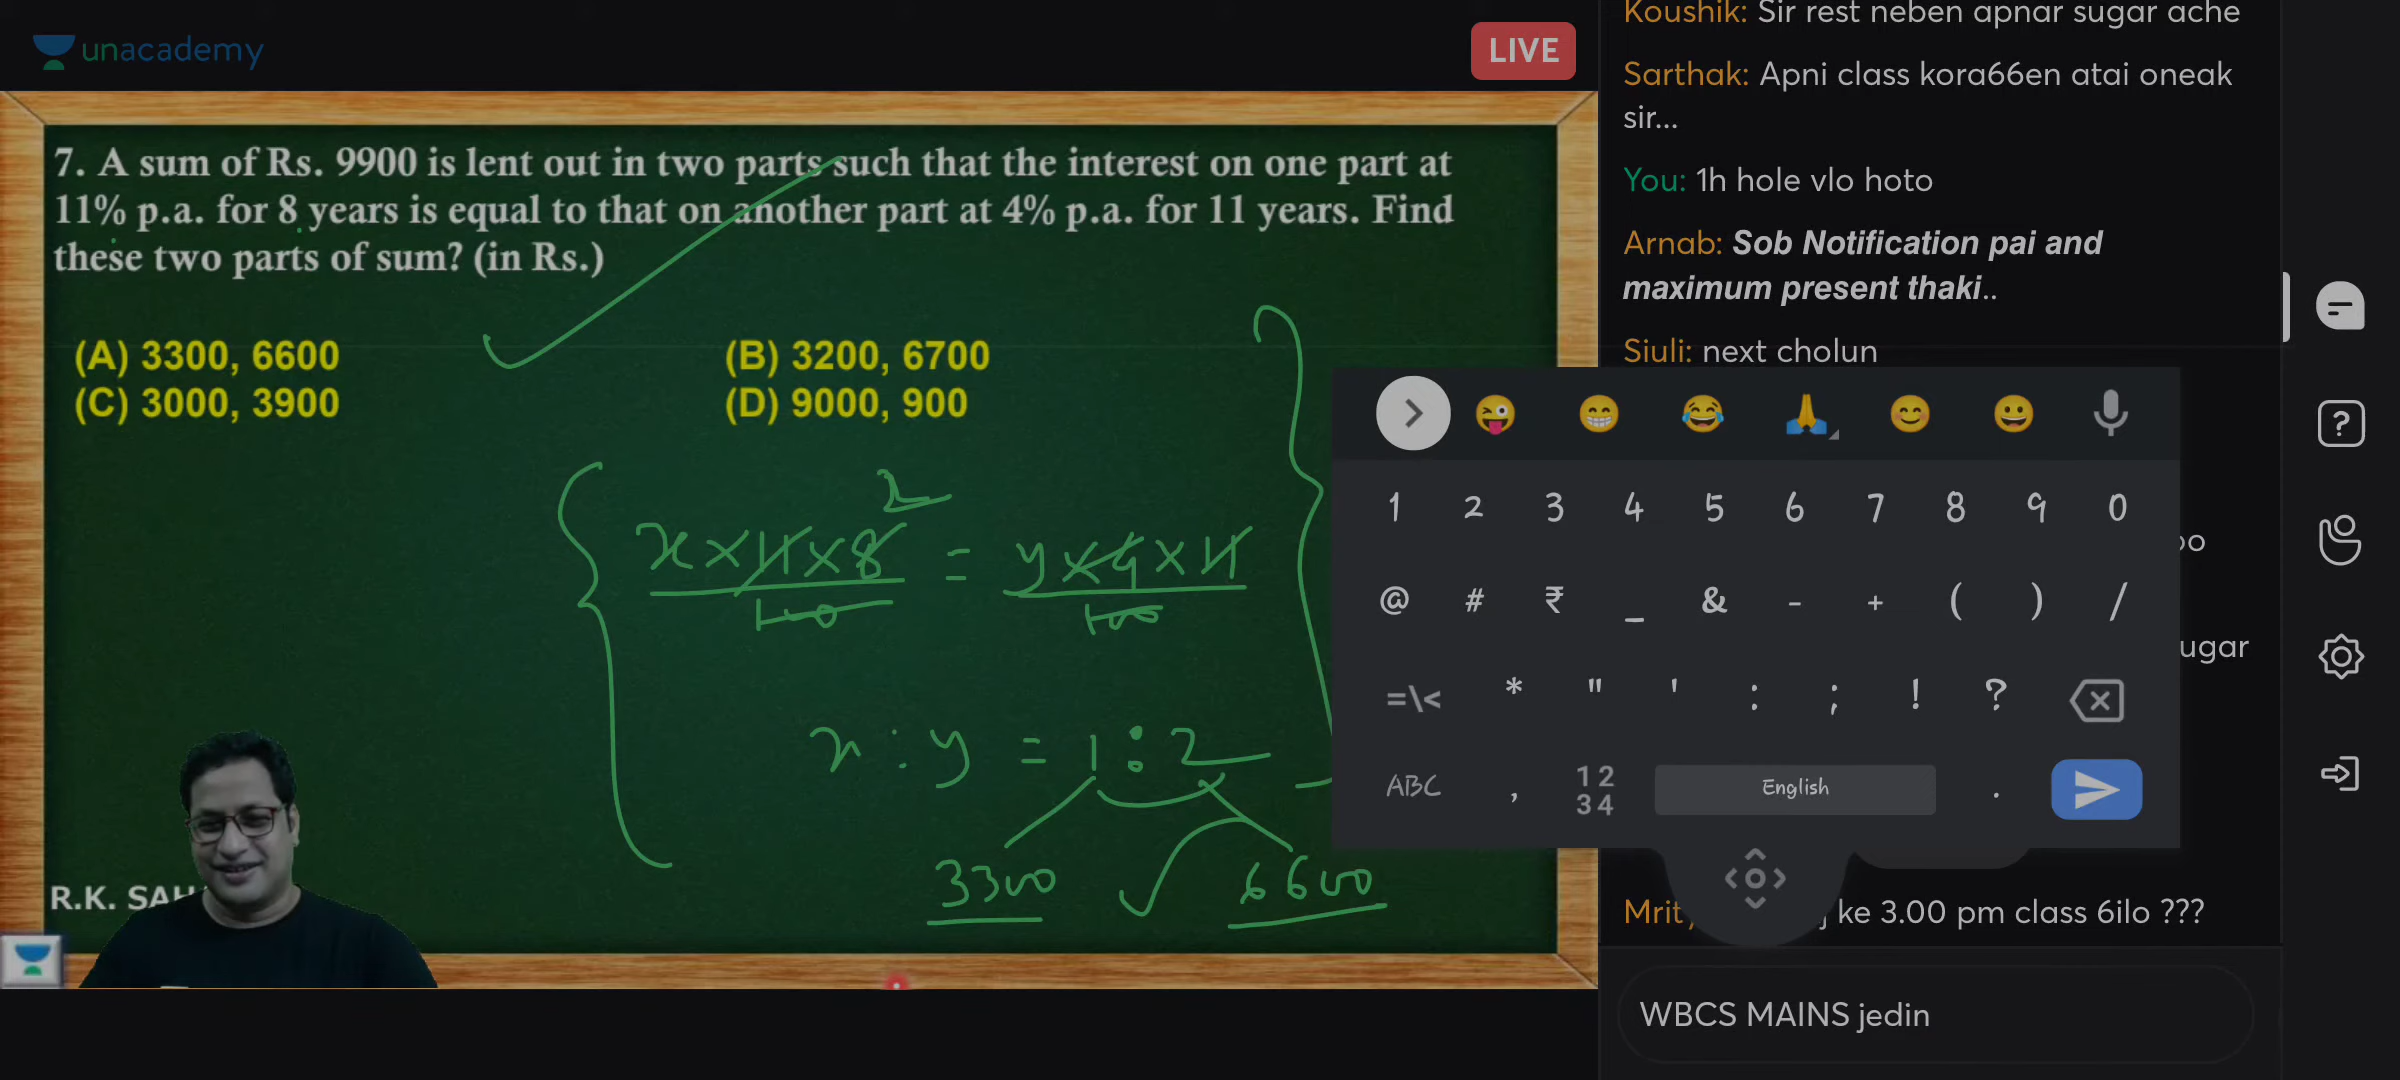 unacademy
LIVE
7. A sum of Rs. 9900 is lent out in two parts such that the interest on one part at
11% p.a. for 8 years is equal to that on another part at 4% p.a. for 11 years. Find
these two parts of sum? (in Rs.)
(A) 3300, 6600
(B) 3200, 6700
(C) 3000, 3900
(D) 9000, 900
2
x × 11 × 8 = y × 4 × 11
100 100
x : y = 1 : 2
3300 6600
R.K. SAH
Koushik: Sir rest neben apnar sugar ache
Sarthak: Apni class kora66en atai oneak
sir...
You: 1h hole vlo hoto
Arnab: Sob Notification pai and
maximum present thaki..
Siuli: next cholun
ugar
ke 3.00 pm class 6ilo ???
WBCS MAINS jedin
1 2 3 4 5 6 7 8 9 0
@ # ₹ _ & - + ( ) /
=\< * " ' : ; ! ?
ABC , 12 34 English .